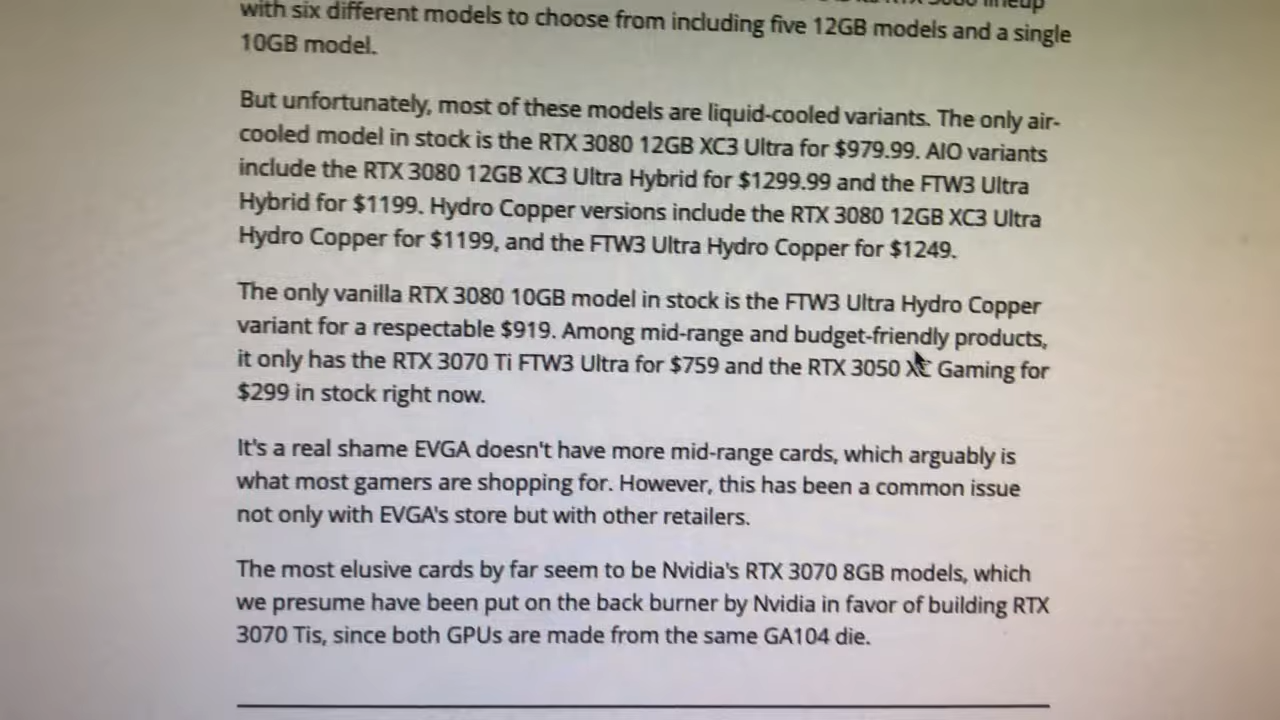 with six different models to choose from including five 12GB models and a single
10GB model.
But unfortunately, most of these models are liquid-cooled variants. The only air-
cooled model in stock is the RTX 3080 12GB XC3 Ultra for $979.99. AIO variants
include the RTX 3080 12GB XC3 Ultra Hybrid for $1299.99 and the FTW3 Ultra
Hybrid for $1199. Hydro Copper versions include the RTX 3080 12GB XC3 Ultra
Hydro Copper for $1199, and the FTW3 Ultra Hydro Copper for $1249.
The only vanilla RTX 3080 10GB model in stock is the FTW3 Ultra Hydro Copper
variant for a respectable $919. Among mid-range and budget-friendly products,
it only has the RTX 3070 Ti FTW3 Ultra for $759 and the RTX 3050 XC Gaming for
$299 in stock right now.
It's a real shame EVGA doesn't have more mid-range cards, which arguably is
what most gamers are shopping for. However, this has been a common issue
not only with EVGA's store but with other retailers.
The most elusive cards by far seem to be Nvidia's RTX 3070 8GB models, which
we presume have been put on the back burner by Nvidia in favor of building RTX
3070 Tis, since both GPUs are made from the same GA104 die.